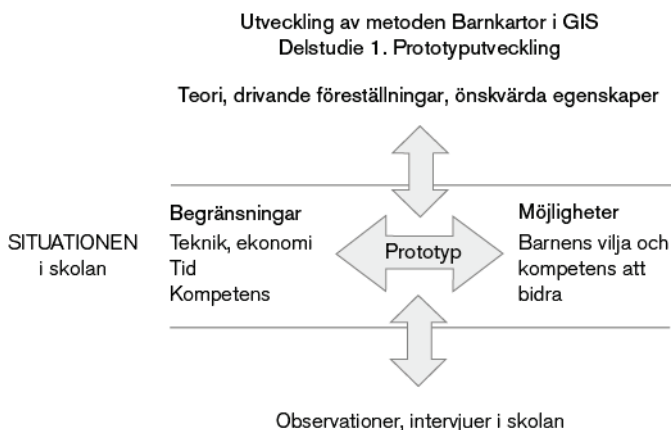 Utveckling av metoden Barnkartor i GIS
Delstudie 1. Prototyputveckling
Teori, drivande föreställningar, önskvärda egenskaper
SITUATIONEN
i skolan
Begränsningar
Teknik, ekonomi
Tid
Kompetens
Prototyp
Möjligheter
Barnens vilja och
kompetens att
bidra
Observationer, intervjuer i skolan